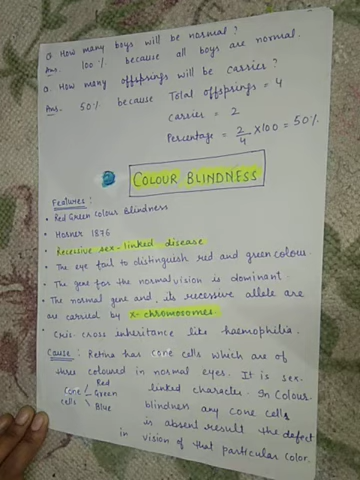 Q. How many boys will be normal?
Ans. 100 % because all boys are normal.
Q. How many offsprings will be carrier?
Ans. 50% because Total offsprings = 4
Carrier = 2
Percentage = 2/4 x100 = 50%
COLOUR BLINDNESS
Features:
• Red Green colour Blindness
• Horner 1876
• Recessive sex-linked disease
• The eye fail to distinguish red and green colour.
• The gene for the normal vision is dominant.
• The normal gene and its recessive allele are
are carried by X-chromosomes.
• Criss-cross inheritance like haemophilia.
Cause: Retina has cone cells which are of
three coloured in normal eyes. It is sex
linked character. In Colour
Cone cells Red Green Blue
blindness any cone cells
is absent result the defect
in vision of that particular color.